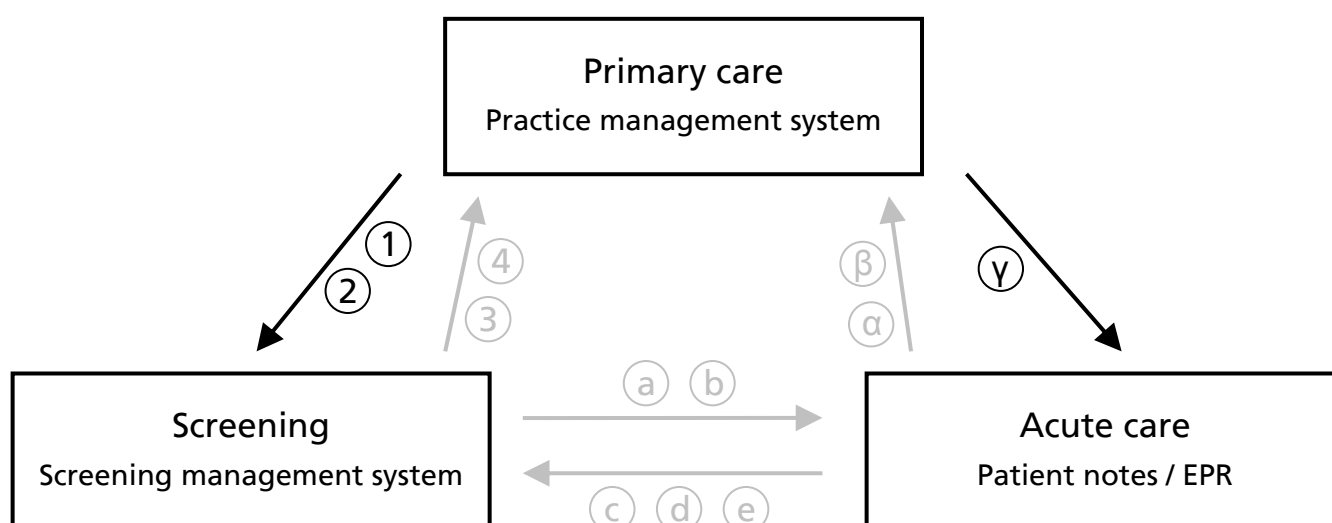 Primary care
Practice management system
1
2
4
3
β
α
γ
a b
Screening
Screening management system
Acute care
Patient notes / EPR
c d e